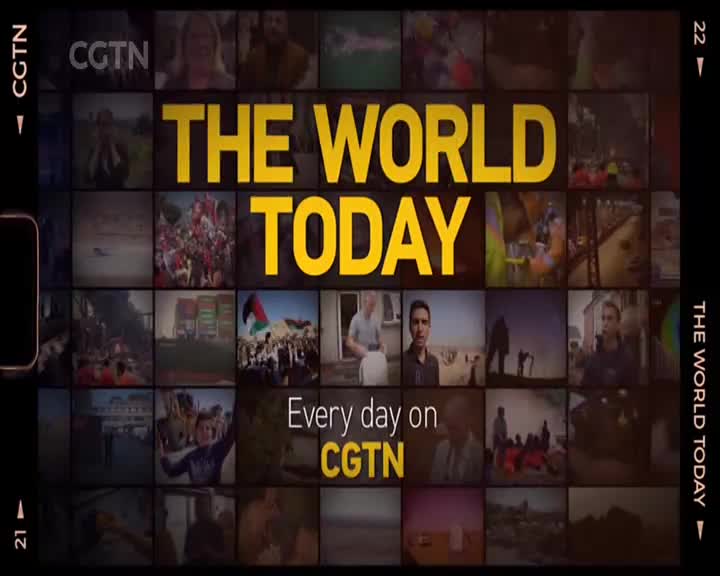 CGTN
CGTN
22
THE WORLD
TODAY
Every day on
CGTN
THE WORLD TODAY
21